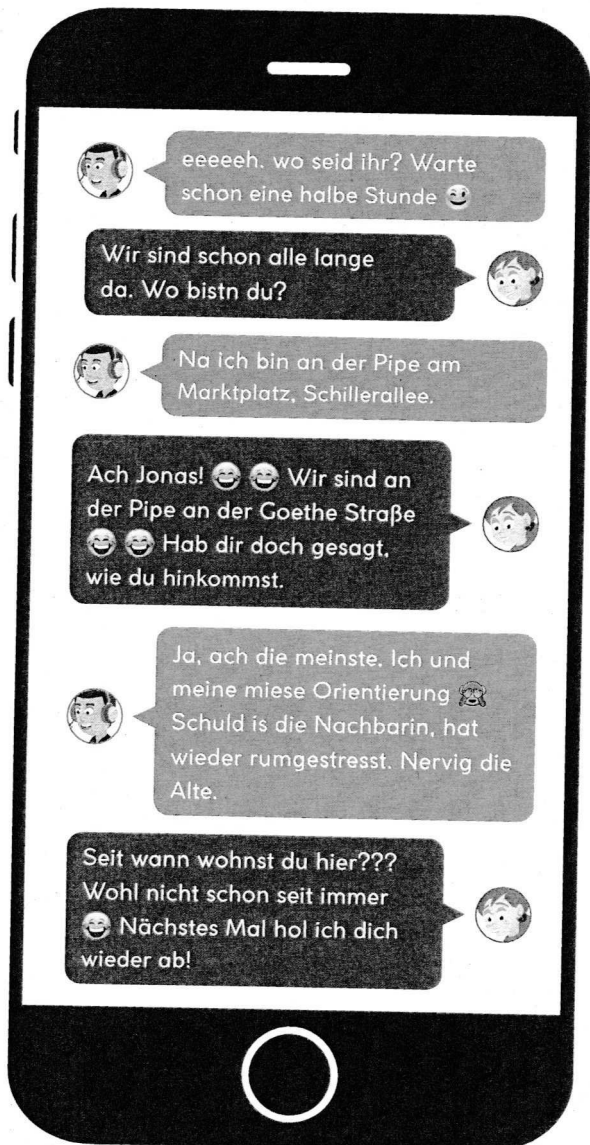 eeeeeh. wo seid ihr? Warte
schon eine halbe Stunde 😉
Wir sind schon alle lange
da. Wo bistn du?
Na ich bin an der Pipe am
Marktplatz, Schillerallee.
Ach Jonas! 😂 😂 Wir sind an
der Pipe an der Goethe Straße
😂 😂 Hab dir doch gesagt,
wie du hinkommst.
Ja, ach die meinste. Ich und
meine miese Orientierung 🙈
Schuld is die Nachbarin, hat
wieder rumgestresst. Nervig die
Alte.
Seit wann wohnst du hier???
Wohl nicht schon seit immer
😂 Nächstes Mal hol ich dich
wieder ab!